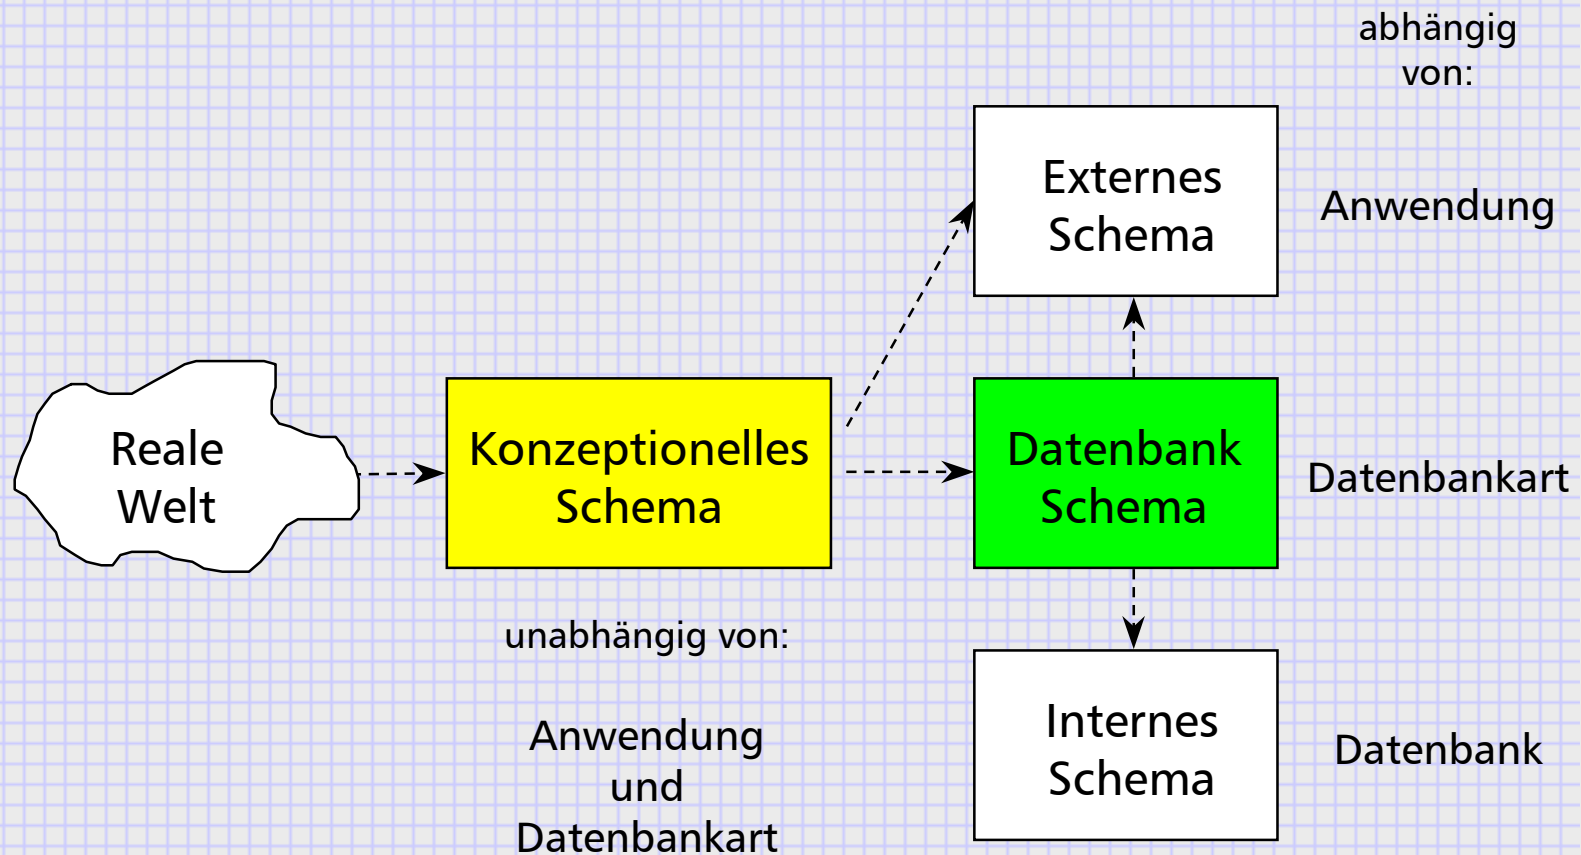 abhängig
von:
Externes
Schema
Anwendung
Reale
Welt
Konzeptionelles
Schema
Datenbank
Schema
Datenbankart
unabhängig von:
Anwendung
und
Datenbankart
Internes
Schema
Datenbank